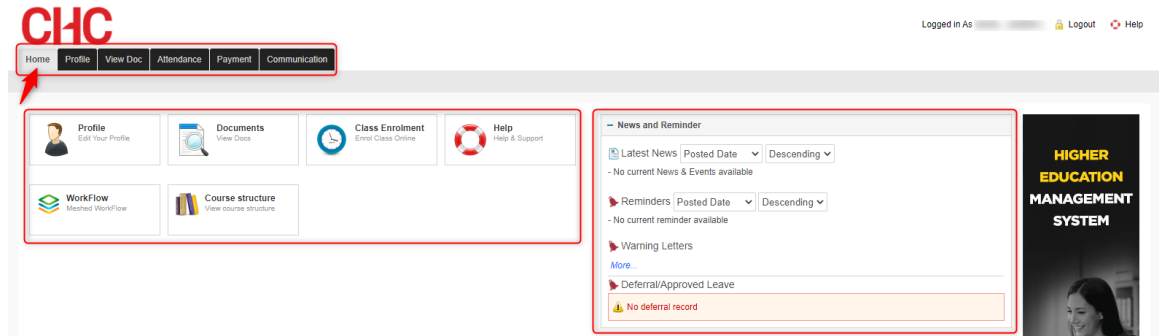 CHC
Logged in As
Logout
Help
Home Profile View Doc Attendance Payment Communication
Profile
Edit Your Profile
Documents
View Docs
Class Enrolment
Enrol Class Online
Help
Help & Support
WorkFlow
Meshed WorkFlow
Course structure
View course structure
− News and Reminder
Latest News Posted Date Descending
- No current News & Events available
Reminders Posted Date Descending
- No current reminder available
Warning Letters
More...
Deferral/Approved Leave
No deferral record
HIGHER
EDUCATION
MANAGEMENT
SYSTEM